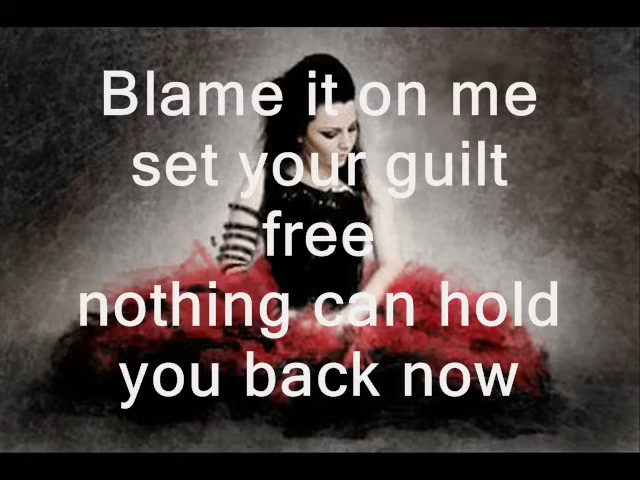 Blame it on me
set your guilt
free
nothing can hold
you back now